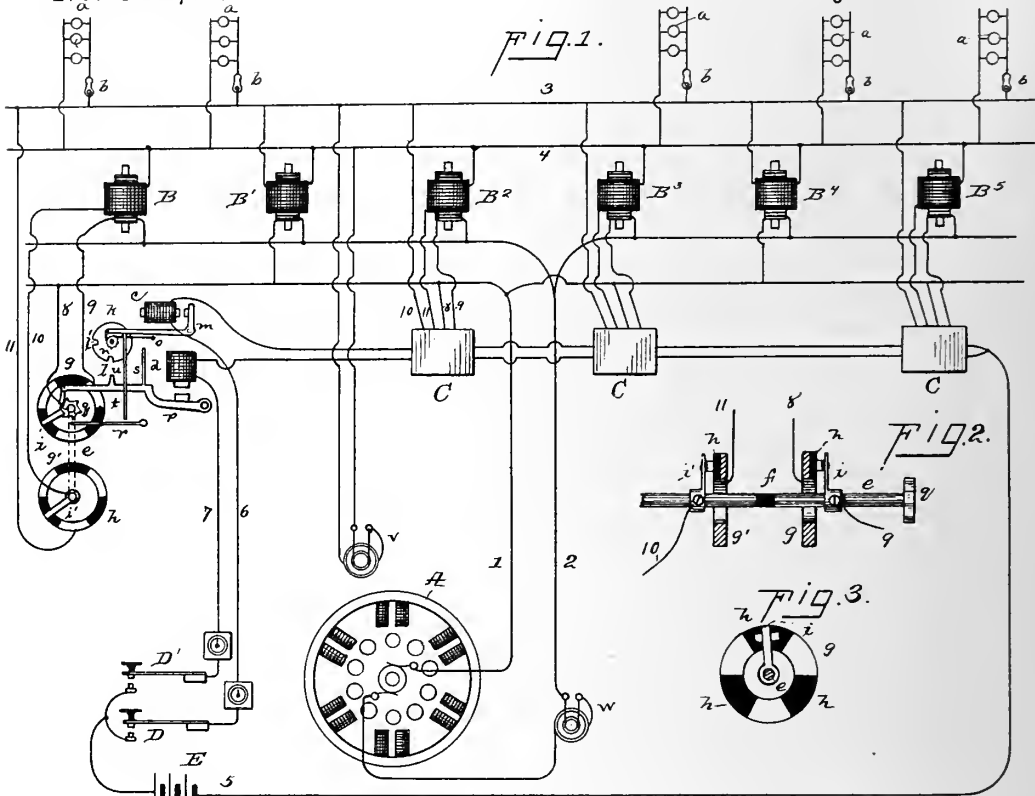 a a a a a
Fig.1.
b b b b b
3
4
B B' B² B³ B⁴ B⁵
11 10 8 9 h c m 10 11 8 9
j n o
l u s d
g t p C C C
q r
i e
g'
i' h
7 6 1 2
11 8 Fig.2.
h h
i' f i e q
g' g 9
10
v A
Fig.3.
h i g
e
h h
D'
D
w
E 5